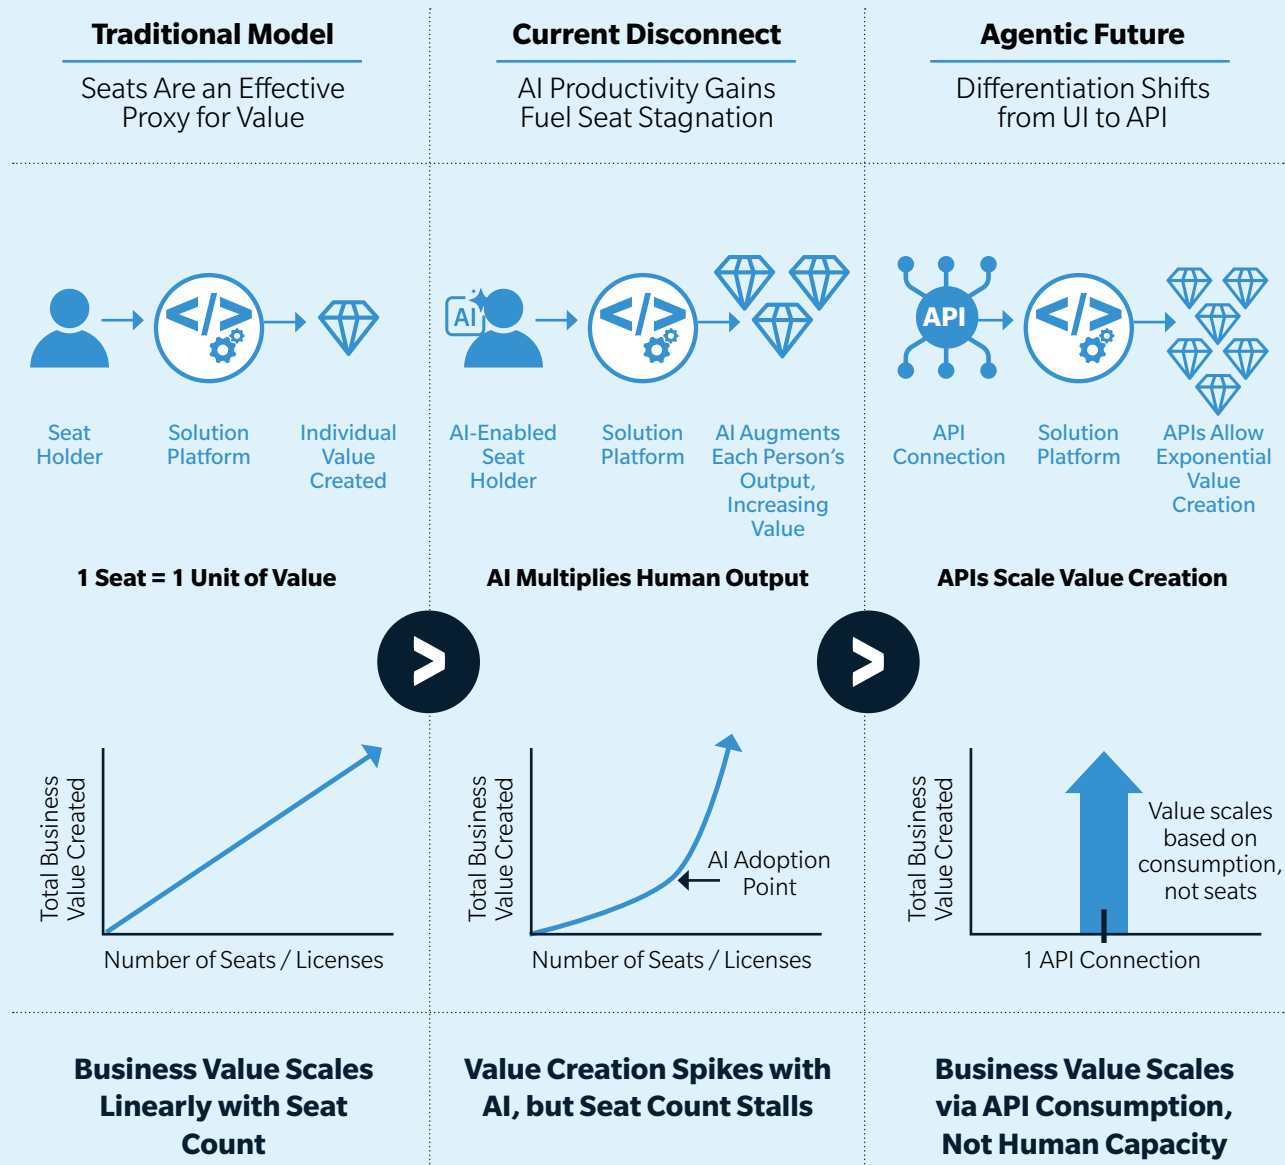 Traditional Model
Seats Are an Effective
Proxy for Value
Current Disconnect
AI Productivity Gains
Fuel Seat Stagnation
Agentic Future
Differentiation Shifts
from UI to API
</>
Seat
Holder
Solution
Platform
Individual
Value
Created
AI
</>
AI-Enabled
Seat
Holder
Solution
Platform
AI Augments
Each Person's
Output,
Increasing
Value
API
</>
API
Connection
Solution
Platform
APIs Allow
Exponential
Value
Creation
1 Seat = 1 Unit of Value
AI Multiplies Human Output
APIs Scale Value Creation
>
>
Total Business
Value Created
Number of Seats / Licenses
Total Business
Value Created
AI Adoption
Point
Number of Seats / Licenses
Total Business
Value Created
Value scales
based on
consumption,
not seats
1 API Connection
Business Value Scales
Linearly with Seat
Count
Value Creation Spikes with
AI, but Seat Count Stalls
Business Value Scales
via API Consumption,
Not Human Capacity